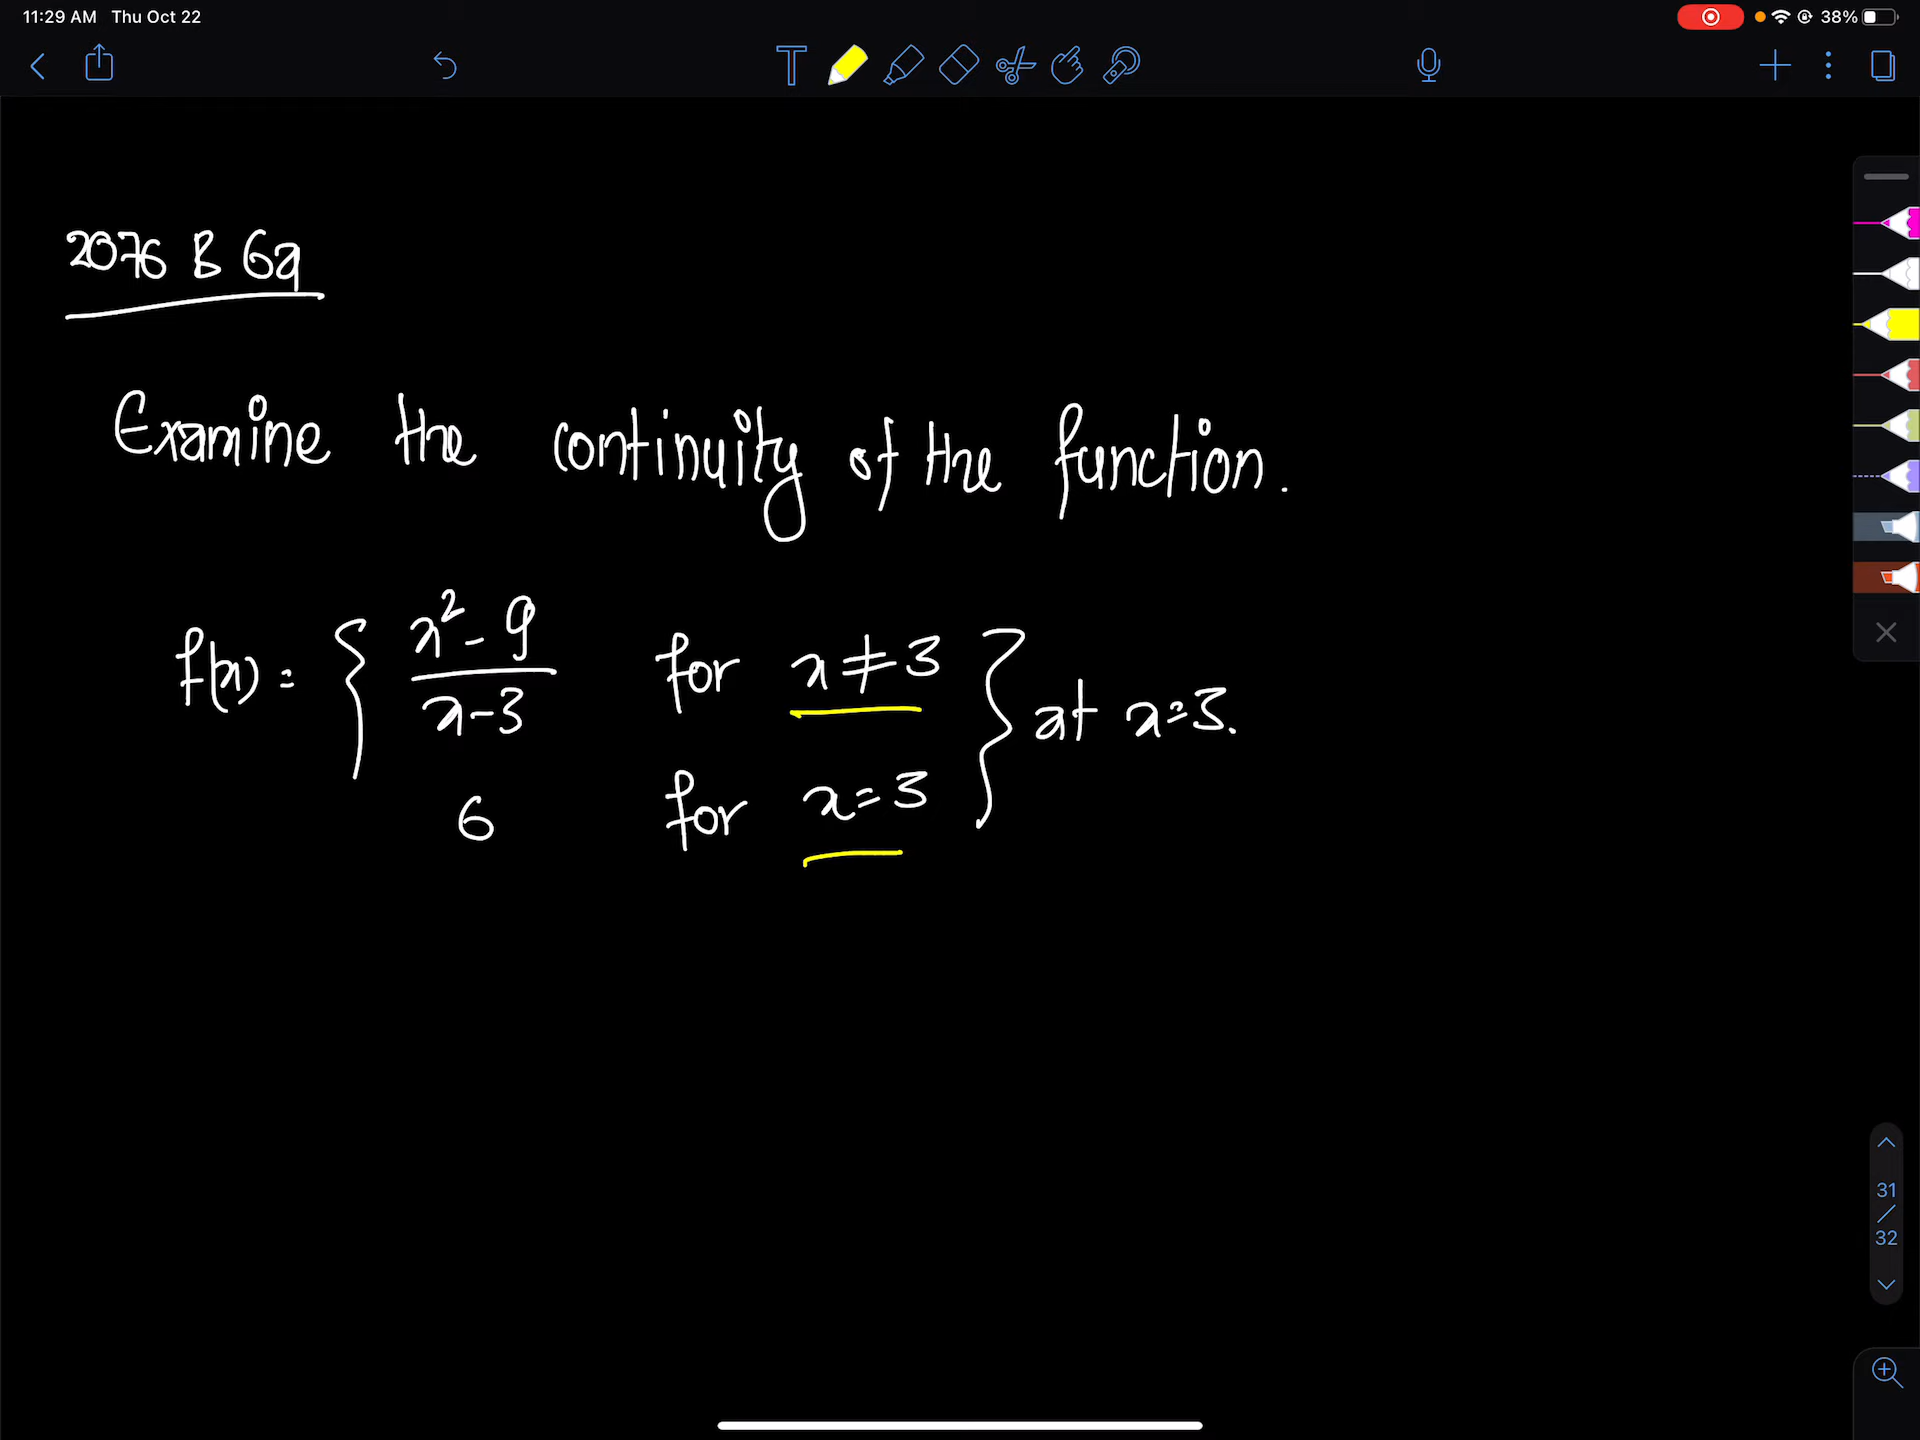 11:29 AM Thu Oct 22
38%
T
2076 B 6a
Examine the continuity of the function.
f(x) = { x² - 9 / x - 3 for x ≠ 3 } at x = 3.
6 for x = 3
31
/
32